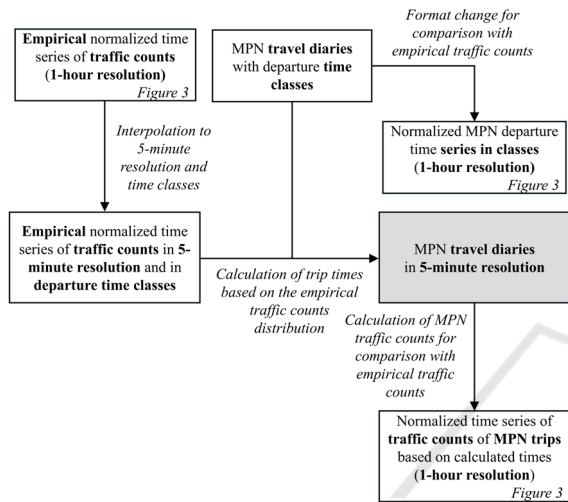 Empirical normalized time
series of traffic counts
(1-hour resolution)
Figure 3
MPN travel diaries
with departure time
classes
Format change for
comparison with
empirical traffic counts
Interpolation to
5-minute
resolution and
time classes
Normalized MPN departure
time series in classes
(1-hour resolution)
Figure 3
Empirical normalized time
series of traffic counts in 5-
minute resolution and in
departure time classes
Calculation of trip times
based on the empirical
traffic counts
distribution
MPN travel diaries
in 5-minute resolution
Calculation of MPN
traffic counts for
comparison with
empirical traffic
counts
Normalized time series of
traffic counts of MPN trips
based on calculated times
(1-hour resolution)
Figure 3